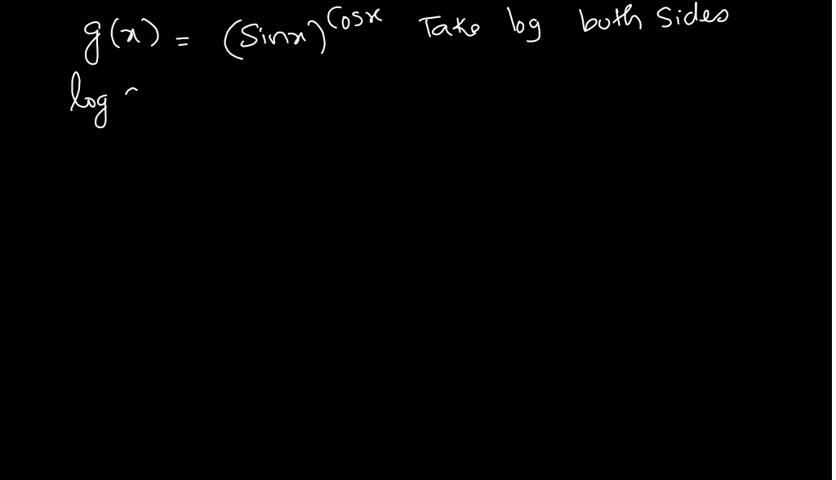 g(x) = (Sinx)^Cosx Take log both sides
log